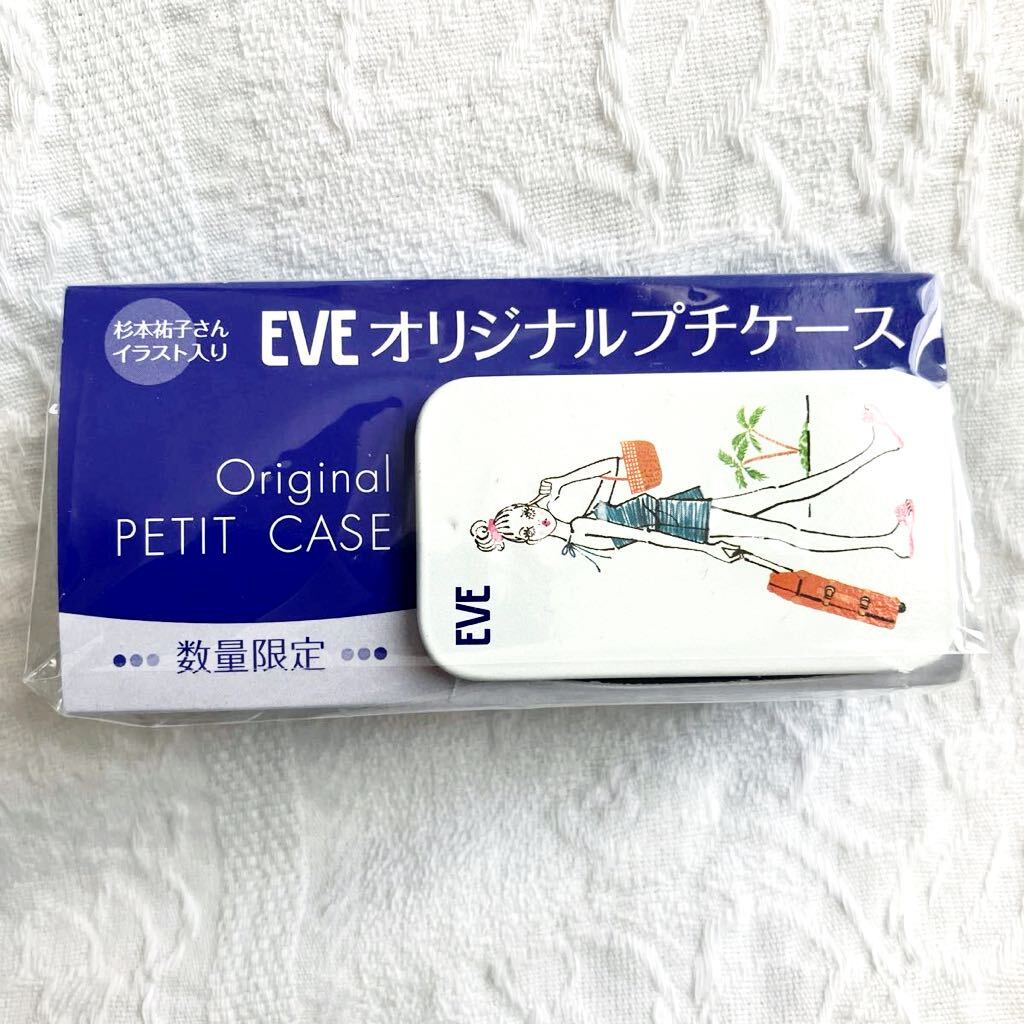 杉本祐子さん
イラスト入り
EVE オリジナルプチケース
Original
PETIT CASE
数量限定
EVE